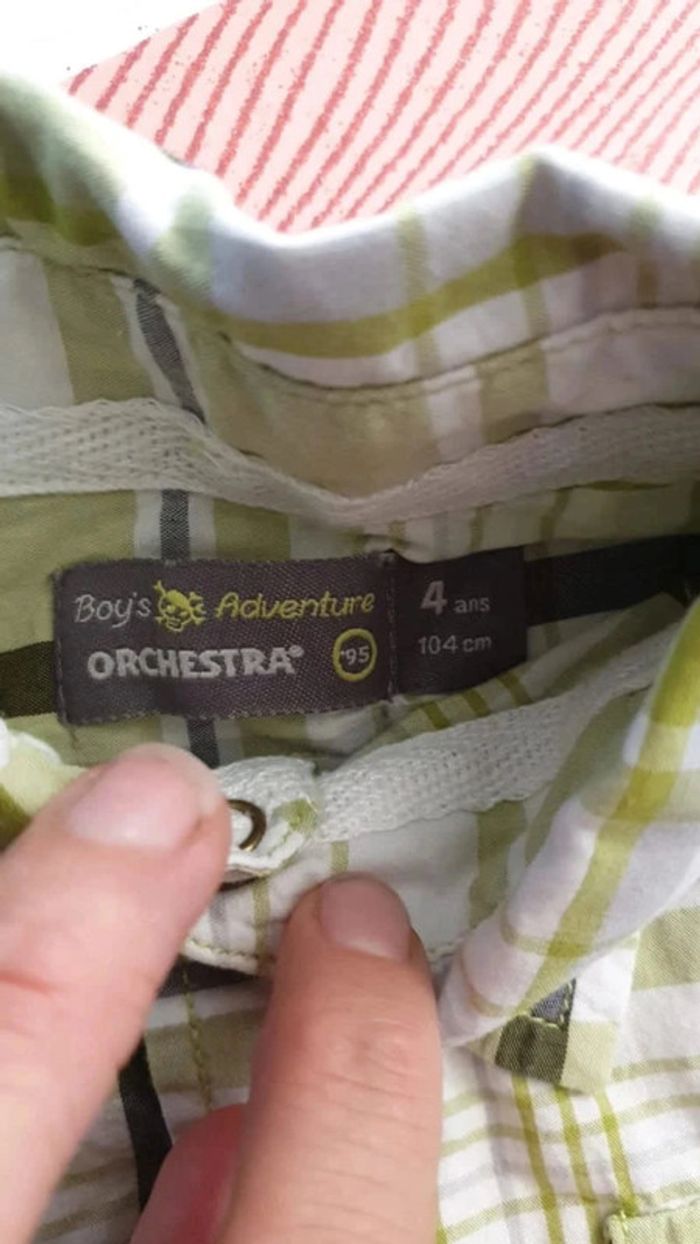 Boy's Adventure
ORCHESTRA® '95
4 ans
104 cm